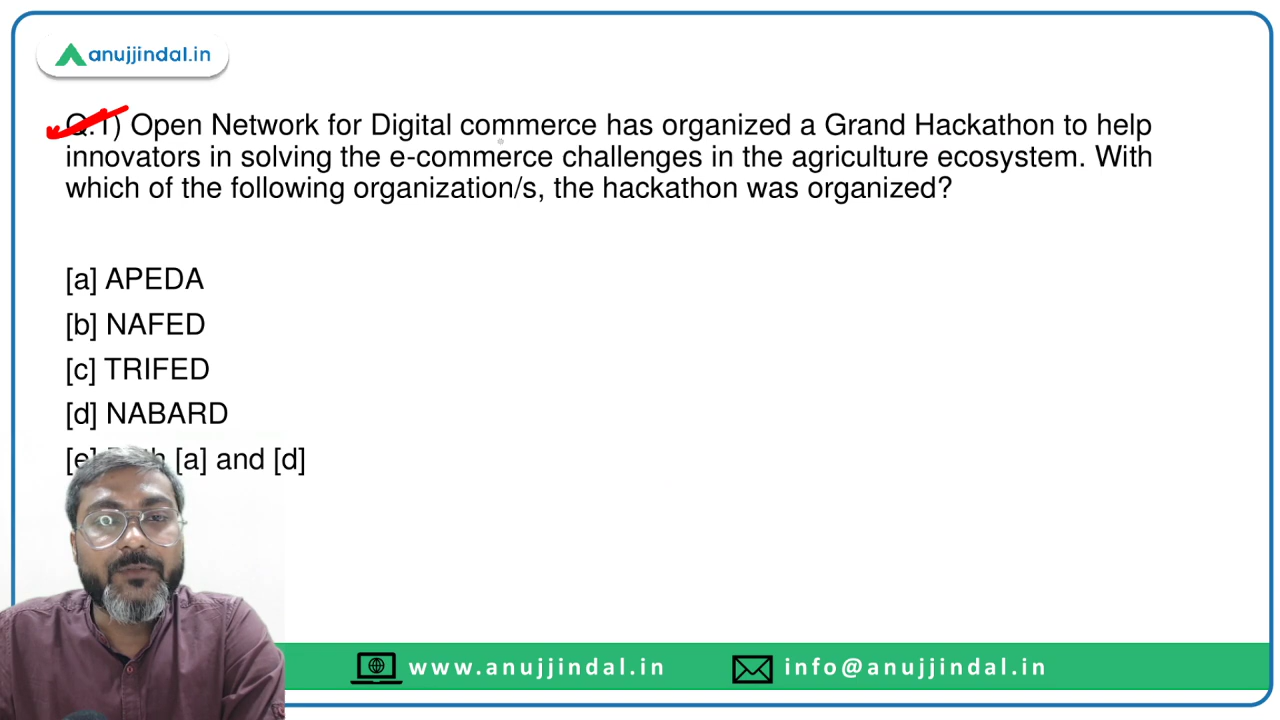 anujjindal.in
Q.1) Open Network for Digital commerce has organized a Grand Hackathon to help
innovators in solving the e-commerce challenges in the agriculture ecosystem. With
which of the following organization/s, the hackathon was organized?
[a] APEDA
[b] NAFED
[c] TRIFED
[d] NABARD
[e] [a] and [d]
www.anujjindal.in info@anujjindal.in